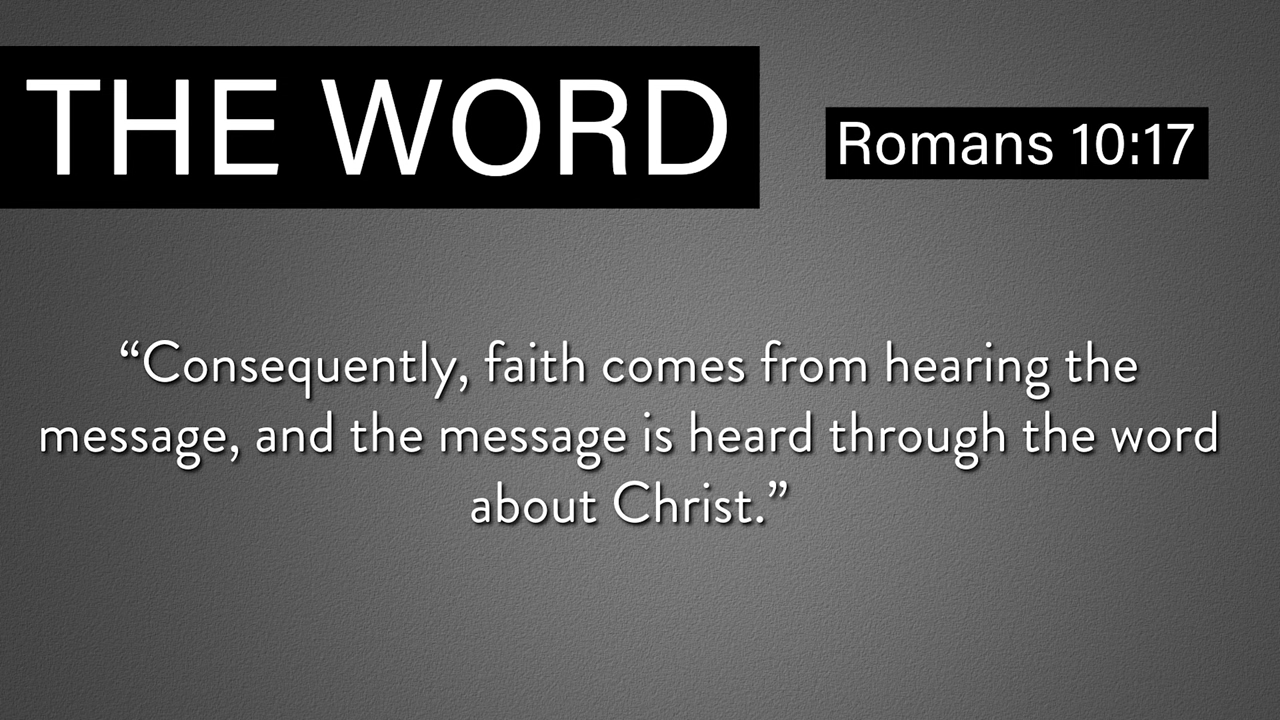 THE WORD
Romans 10:17
“Consequently, faith comes from hearing the
message, and the message is heard through the word
about Christ.”